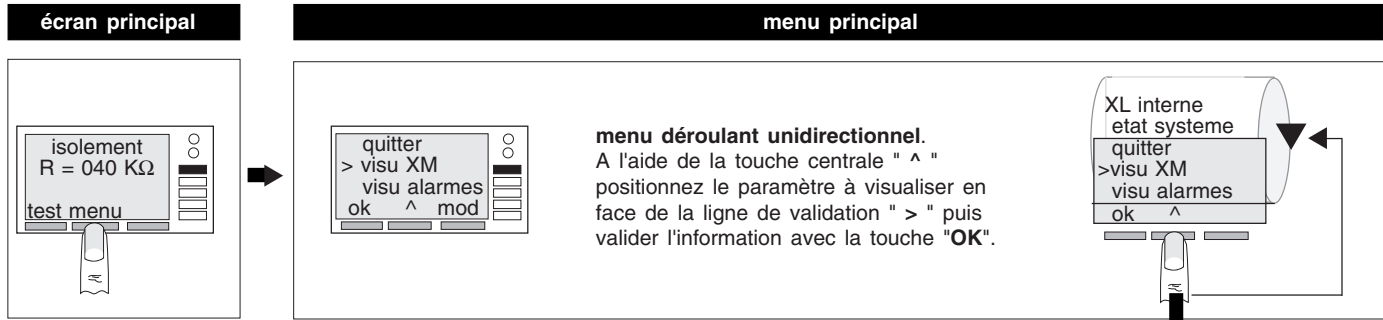 écran principal
menu principal
isolement
R = 040 KΩ
test menu
quitter
> visu XM
visu alarmes
ok ^ mod
menu déroulant unidirectionnel.
A l'aide de la touche centrale " ^ "
positionnez le paramètre à visualiser en
face de la ligne de validation " > " puis
valider l'information avec la touche "OK".
XL interne
etat systeme
quitter
>visu XM
visu alarmes
ok ^